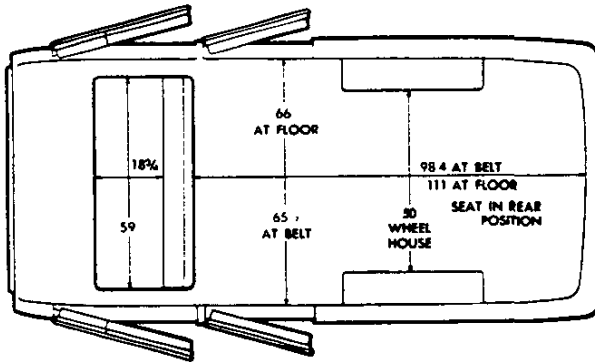 66
AT FLOOR
18¾
98 4 AT BELT
111 AT FLOOR
SEAT IN REAR
POSITION
59
65
AT BELT
50
WHEEL
HOUSE